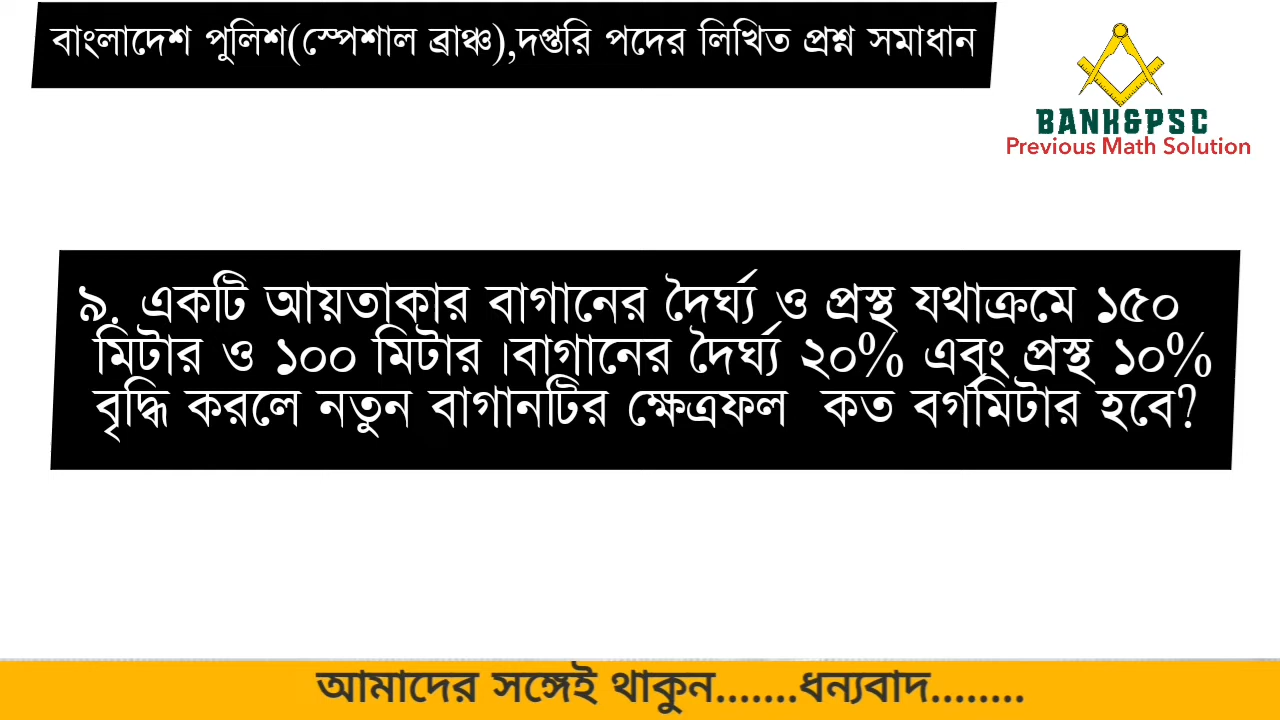 বাংলাদেশ পুলিশ(স্পেশাল ব্রাঞ্চ),দপ্তরি পদের লিখিত প্রশ্ন সমাধান
BANK&PSC
Previous Math Solution
৯. একটি আয়তাকার বাগানের দৈর্ঘ্য ও প্রস্থ যথাক্রমে ১৫০
মিটার ও ১০০ মিটার।বাগানের দৈর্ঘ্য ২০% এবং প্রস্থ ১০%
বৃদ্ধি করলে নতুন বাগানটির ক্ষেত্রফল কত বর্গমিটার হবে?
আমাদের সঙ্গেই থাকুন.......ধন্যবাদ........